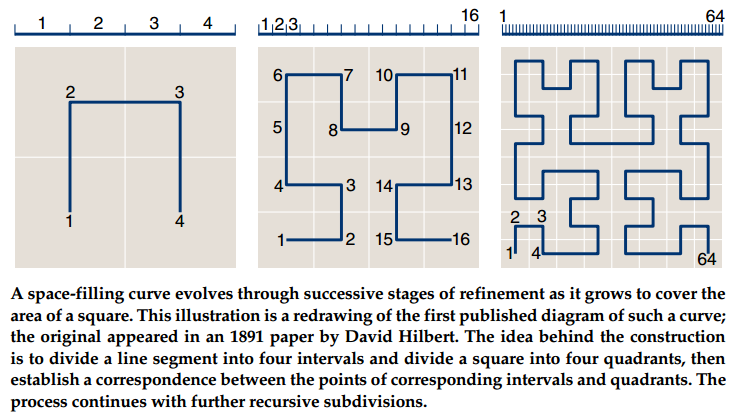 1 2 3 4
1 2 3 16
1 64
2 3
1 4
6 7 10 11
5 8 9 12
4 3 14 13
1 2 15 16
2 3
1 4 64
A space-filling curve evolves through successive stages of refinement as it grows to cover the
area of a square. This illustration is a redrawing of the first published diagram of such a curve;
the original appeared in an 1891 paper by David Hilbert. The idea behind the construction
is to divide a line segment into four intervals and divide a square into four quadrants, then
establish a correspondence between the points of corresponding intervals and quadrants. The
process continues with further recursive subdivisions.